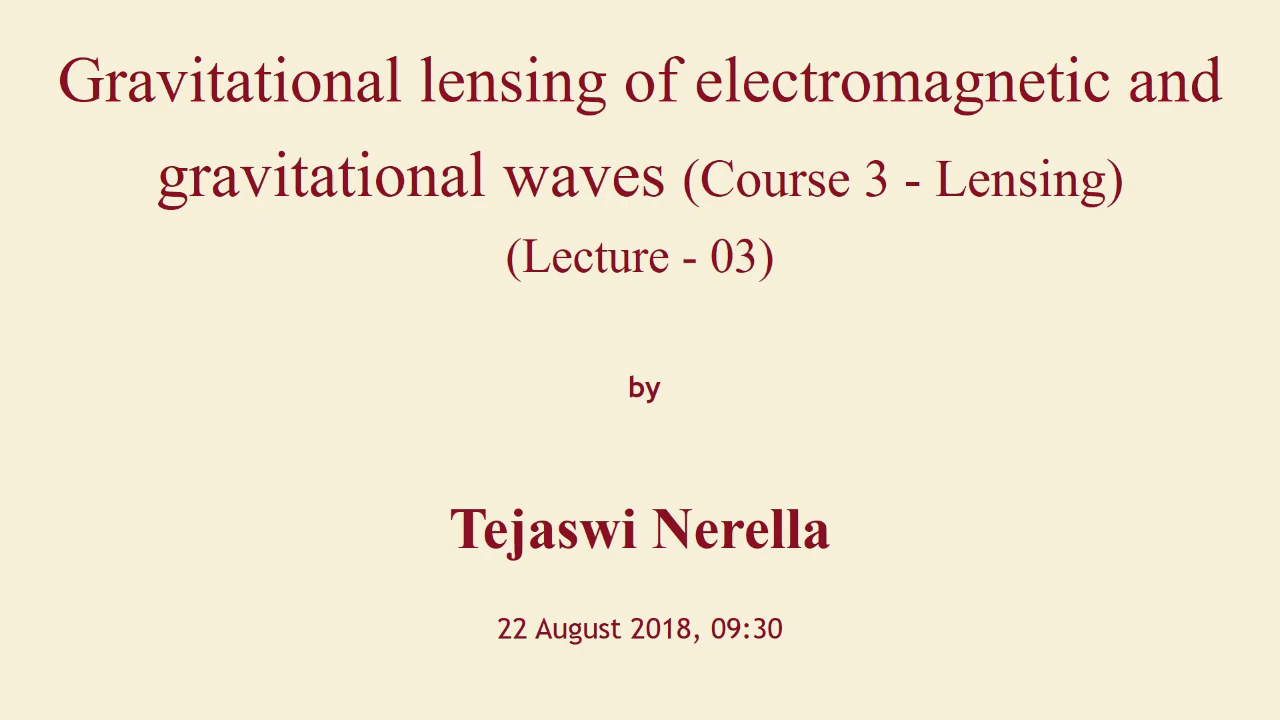 Gravitational lensing of electromagnetic and
gravitational waves (Course 3 - Lensing)
(Lecture - 03)
by
Tejaswi Nerella
22 August 2018, 09:30